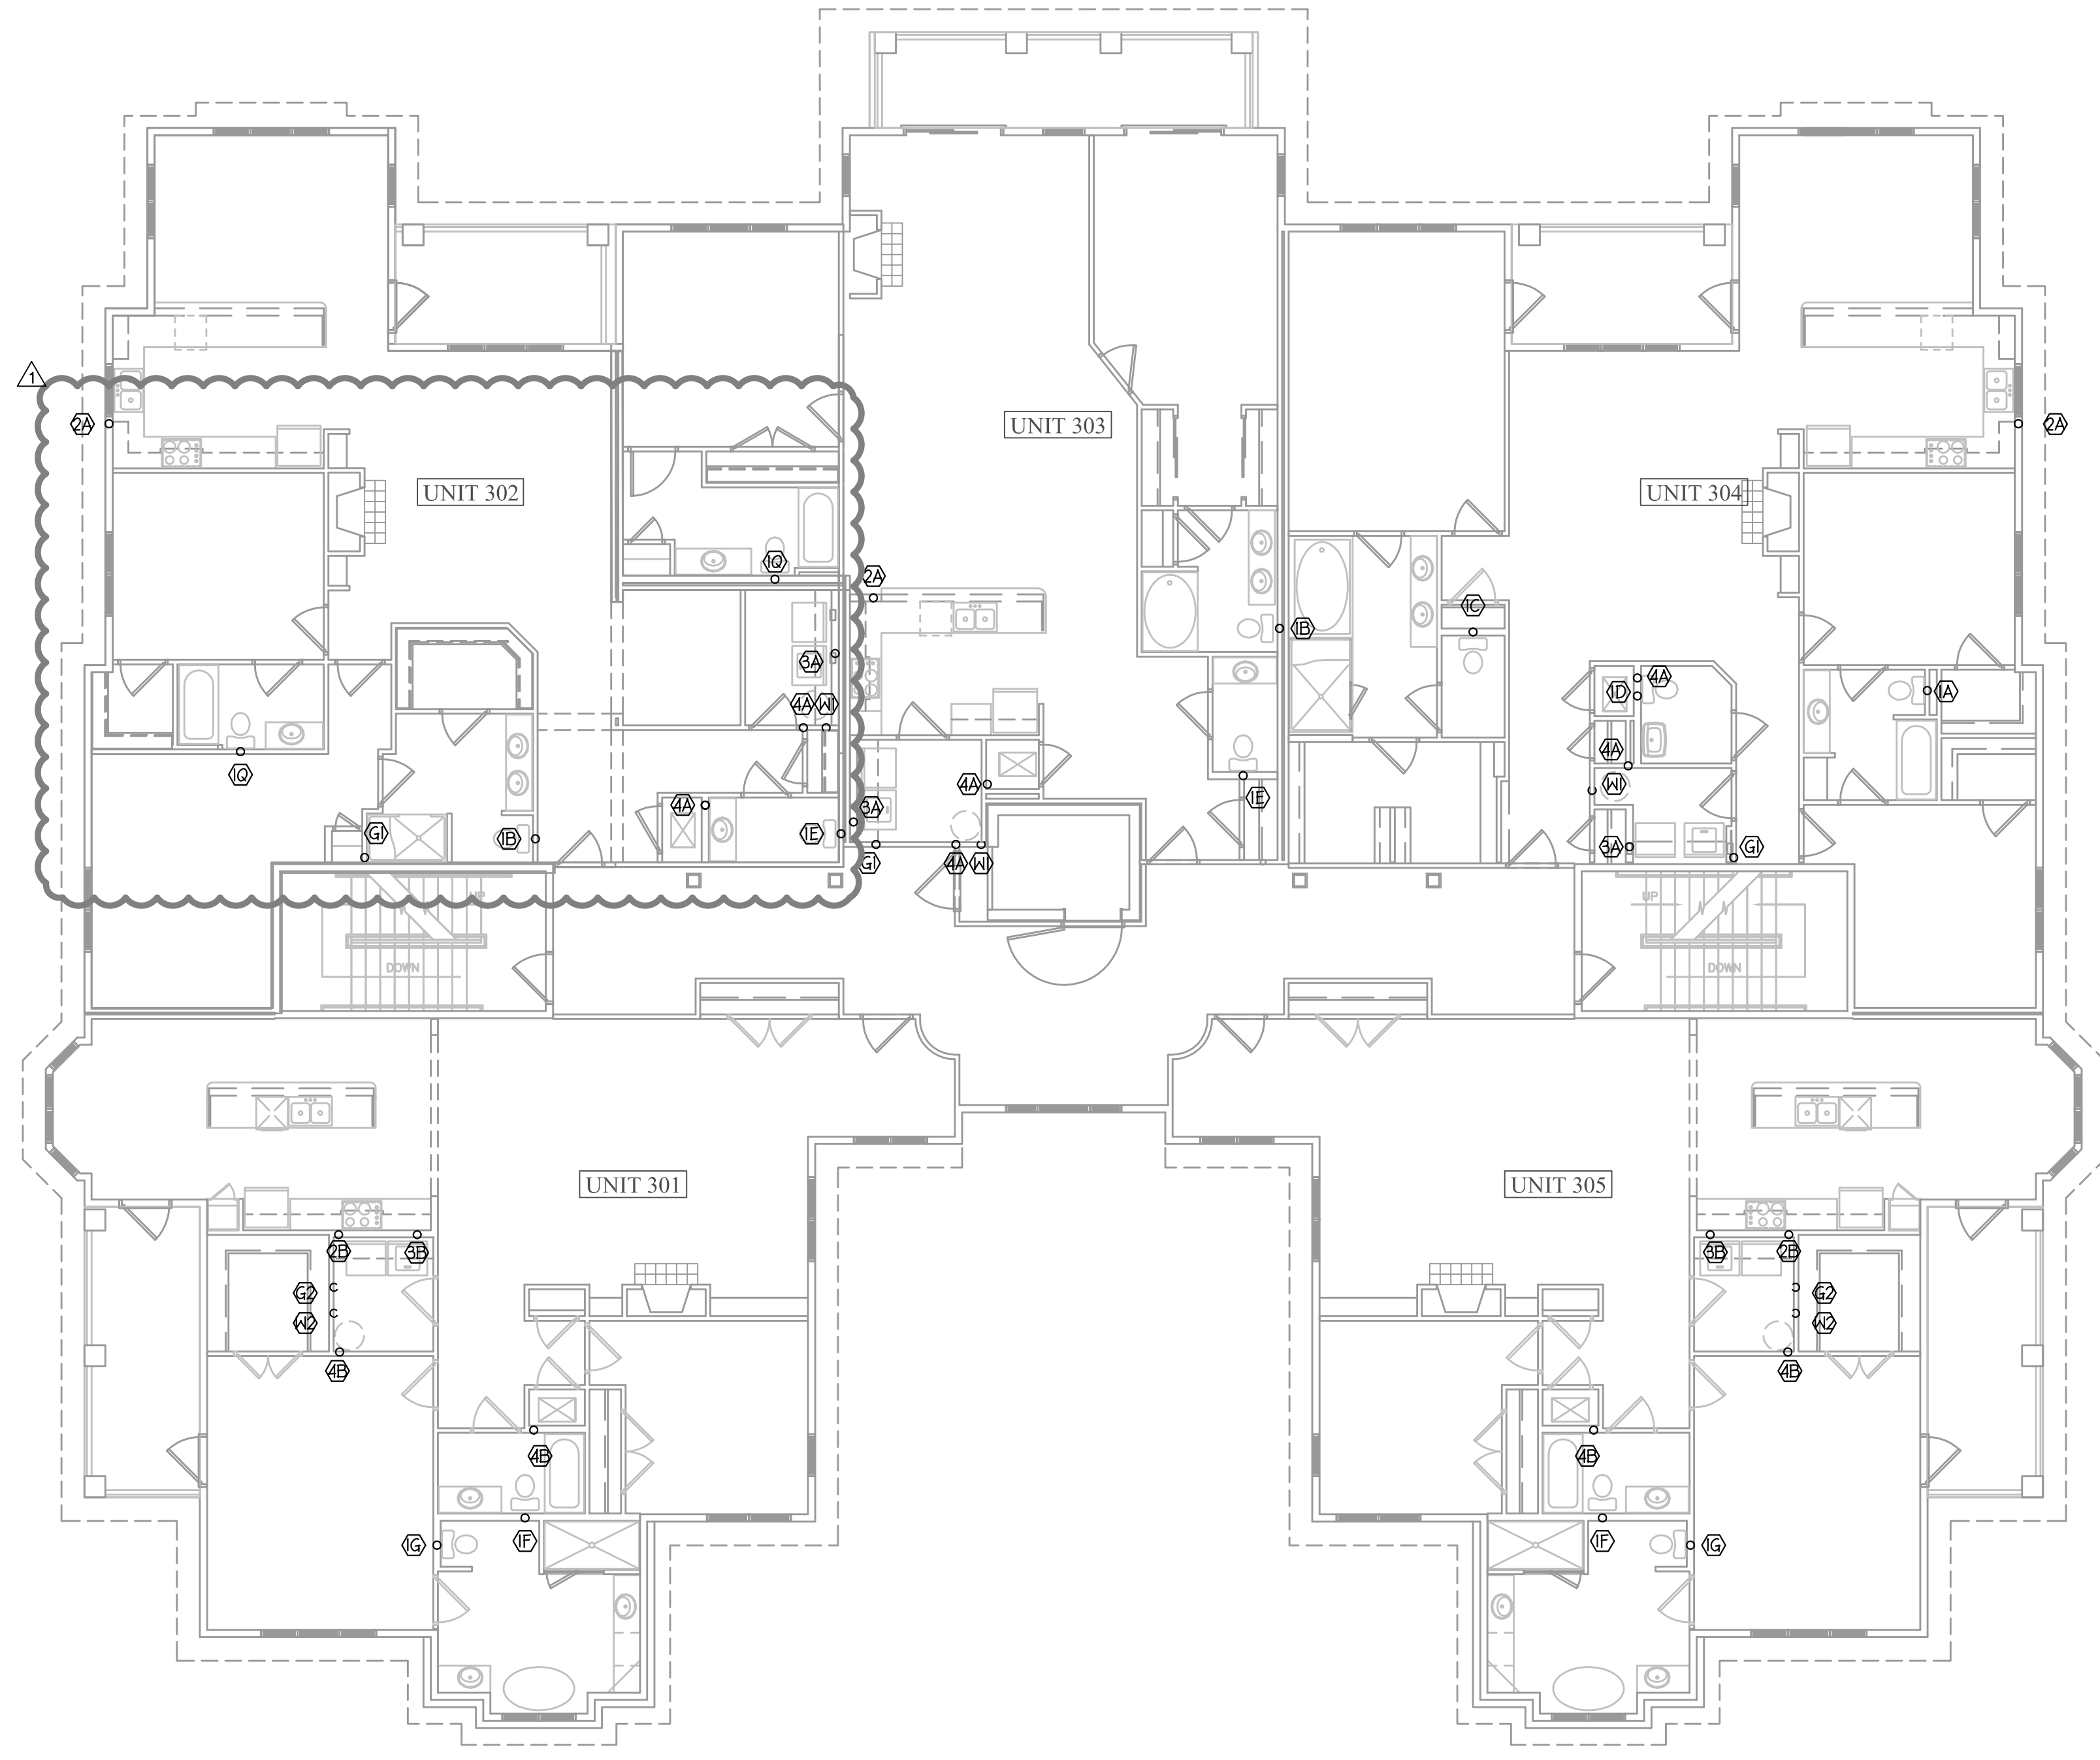 1
2A
2A
UNIT 303
UNIT 302
UNIT 304
1Q
2A
1C
1B
3A
4A
1D
1A
4A
W1
4A
1Q
4A
W1
4A
3A
1E
G1
1E
1B
3A
G1
G1
4A
W1
UP
UP
DOWN
DOWN
UNIT 301
UNIT 305
2B
3B
3B
2B
G2
G2
W2
W2
4B
4B
4B
4B
1F
1F
1G
1G